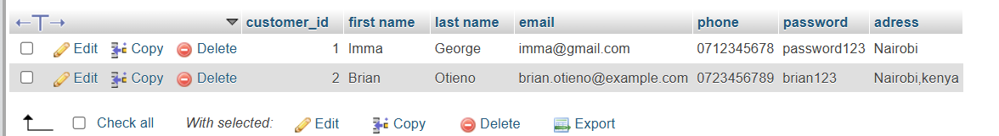 customer_id first name last name email phone password adress
Edit Copy Delete 1 Imma George imma@gmail.com 0712345678 password123 Nairobi
Edit Copy Delete 2 Brian Otieno brian.otieno@example.com 0723456789 brian123 Nairobi,kenya
Check all With selected: Edit Copy Delete Export